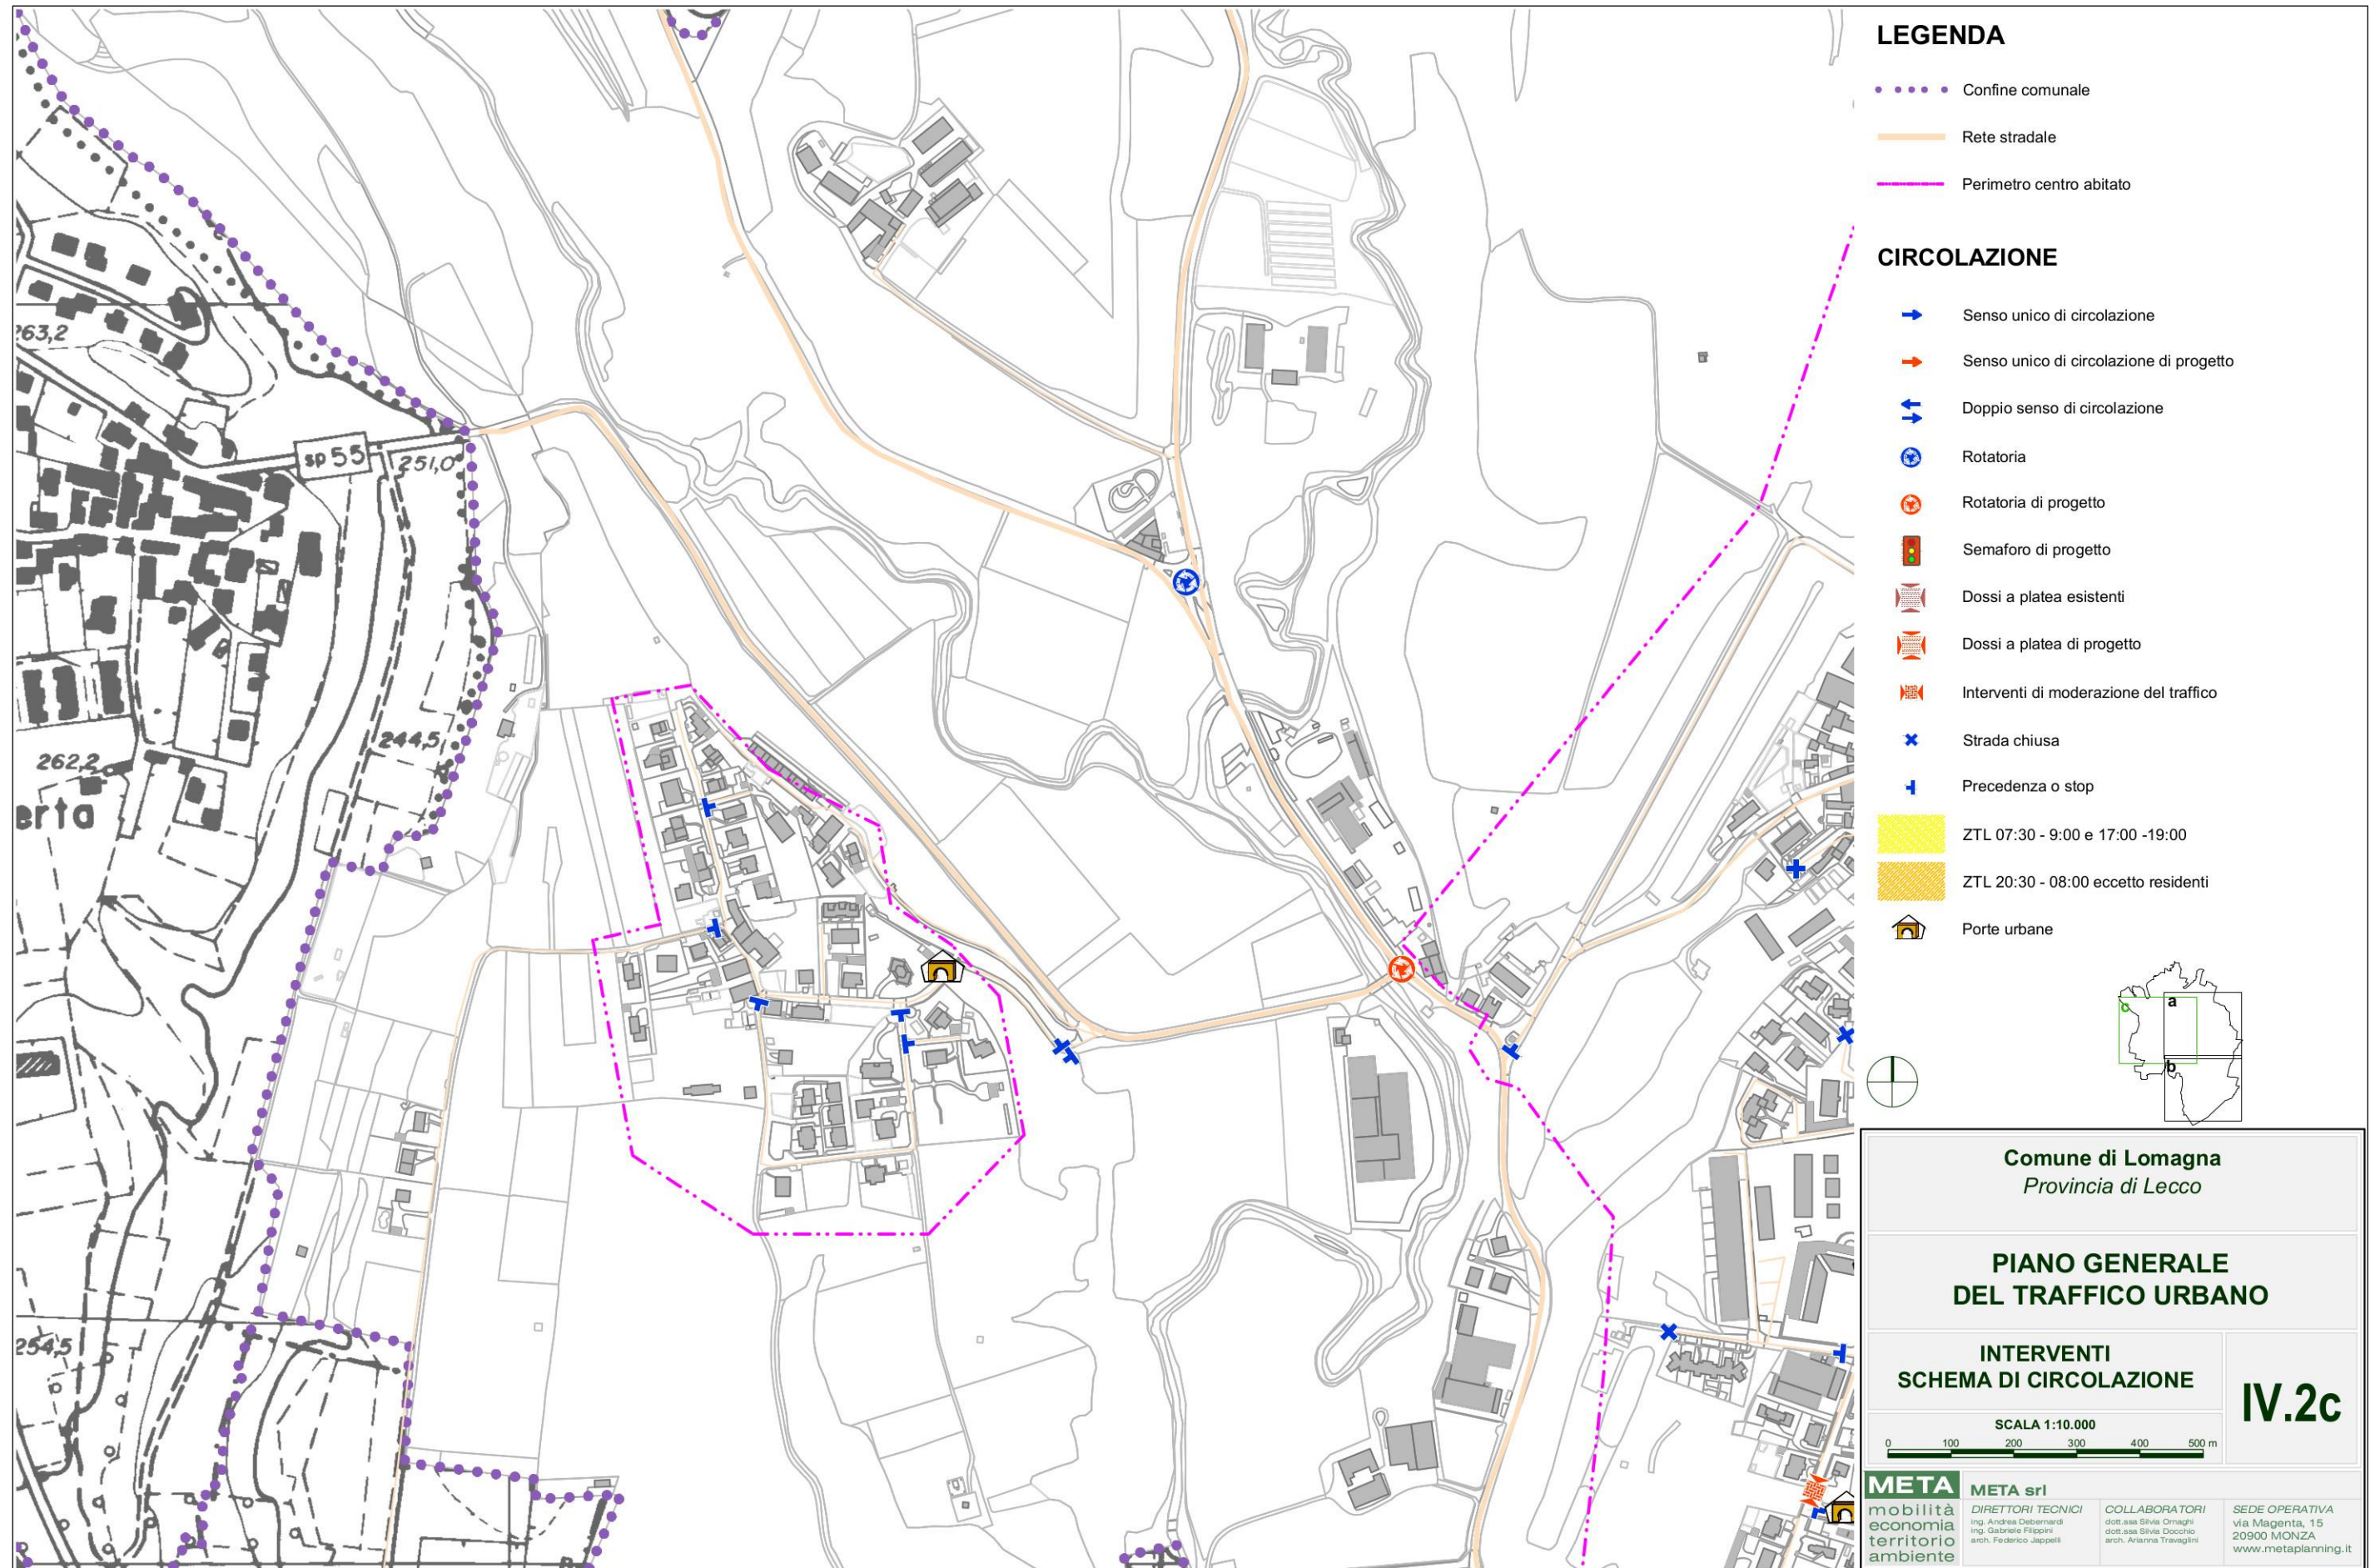 LEGENDA
Confine comunale
Rete stradale
Perimetro centro abitato
CIRCOLAZIONE
Senso unico di circolazione
Senso unico di circolazione di progetto
Doppio senso di circolazione
Rotatoria
Rotatoria di progetto
Semaforo di progetto
Dossi a platea esistenti
Dossi a platea di progetto
Interventi di moderazione del traffico
Strada chiusa
Precedenza o stop
ZTL 07:30 - 9:00 e 17:00 -19:00
ZTL 20:30 - 08:00 eccetto residenti
Porte urbane
c
a
b
63,2
sp 55
251,0
244,5
262,2
erta
254,5
Comune di Lomagna
Provincia di Lecco
PIANO GENERALE
DEL TRAFFICO URBANO
INTERVENTI
SCHEMA DI CIRCOLAZIONE
IV.2c
SCALA 1:10.000
0 100 200 300 400 500 m
META
mobilità
economia
territorio
ambiente
META srl
DIRETTORI TECNICI
ing. Andrea Debernardi
ing. Gabriele Filippini
arch. Federico Jappelli
COLLABORATORI
dott.ssa Silvia Ornaghi
dott.ssa Silvia Docchio
arch. Arianna Travaglini
SEDE OPERATIVA
via Magenta, 15
20900 MONZA
www.metaplanning.it